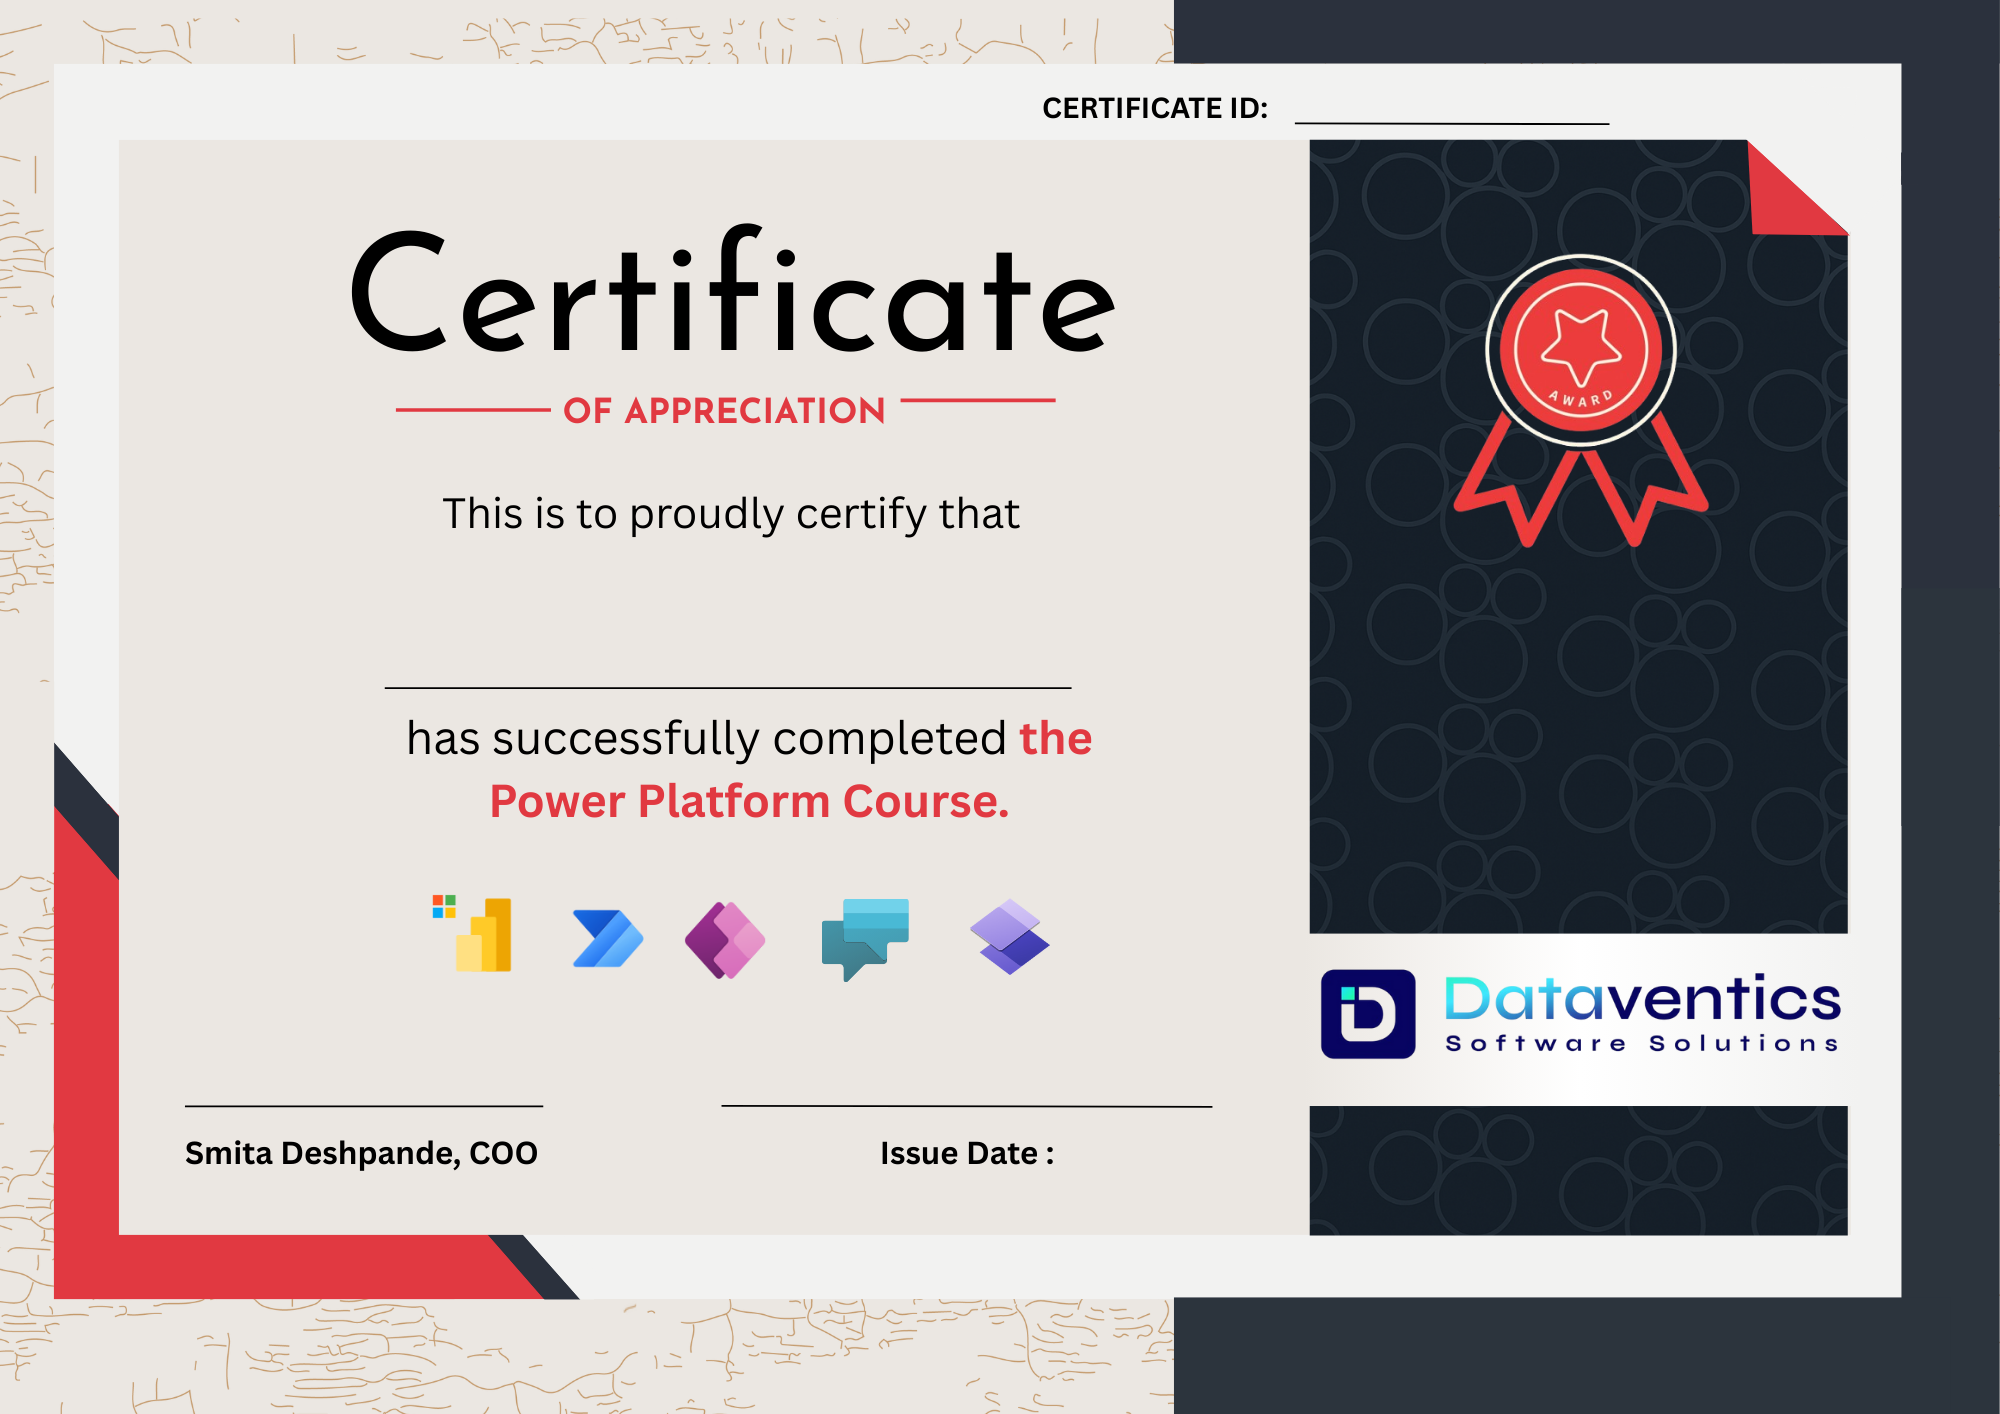 CERTIFICATE ID:
Certificate
OF APPRECIATION
This is to proudly certify that
has successfully completed the
Power Platform Course.
Smita Deshpande, COO
Issue Date :
AWARD
Dataventics
Software Solutions